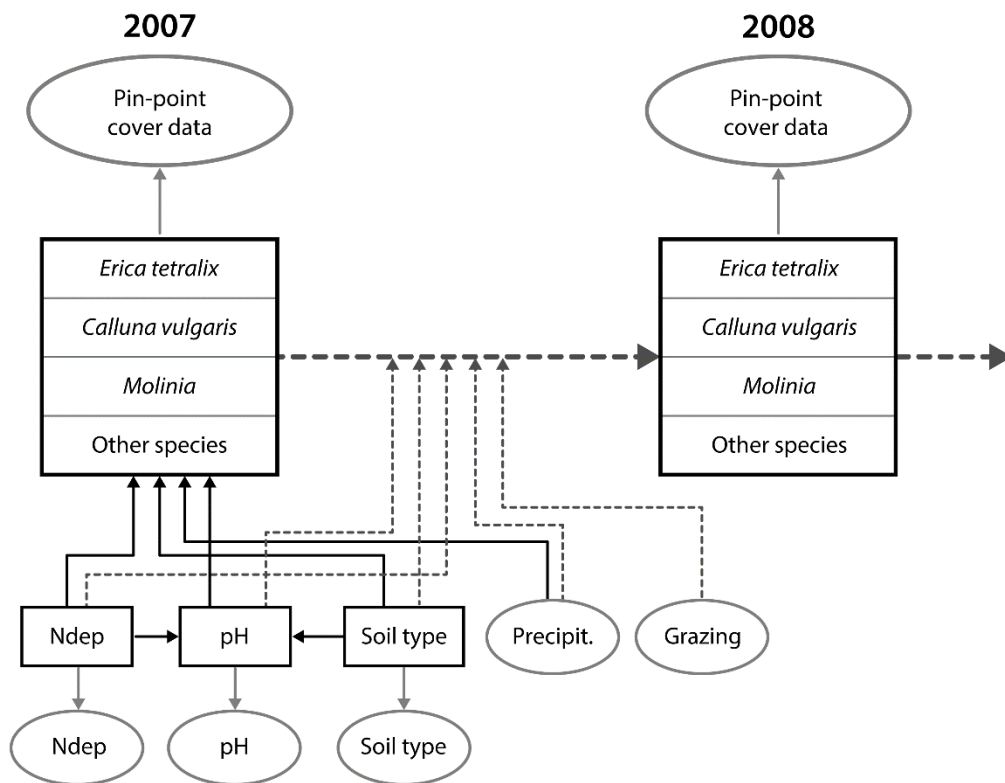 2007
2008
Pin-point
cover data
Pin-point
cover data
Erica tetralix
Calluna vulgaris
Molinia
Other species
Erica tetralix
Calluna vulgaris
Molinia
Other species
Ndep
pH
Soil type
Precipit.
Grazing
Ndep
pH
Soil type